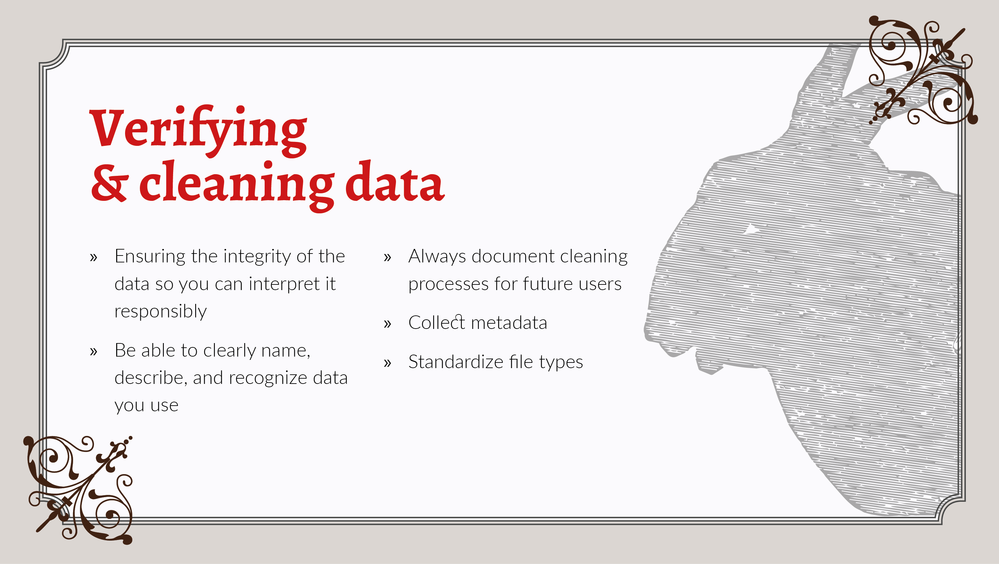 Verifying
& cleaning data
» Ensuring the integrity of the
data so you can interpret it
responsibly
» Be able to clearly name,
describe, and recognize data
you use
» Always document cleaning
processes for future users
» Collect metadata
» Standardize file types